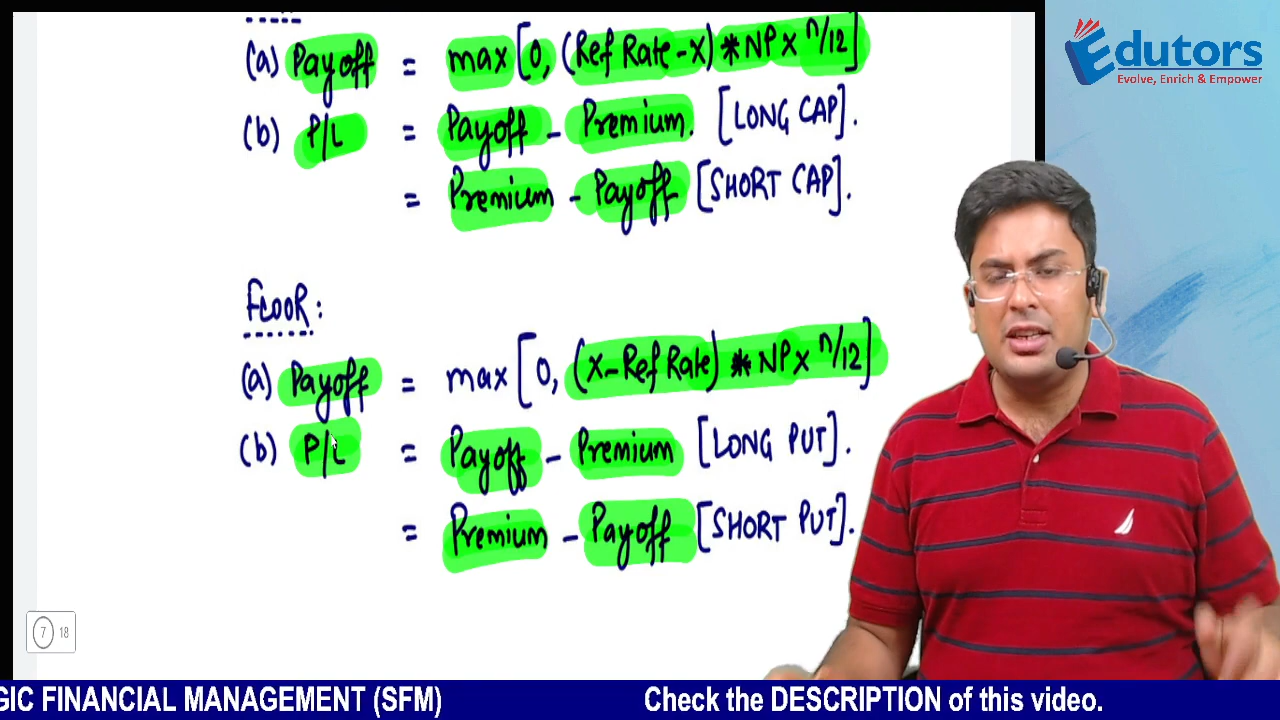 (a) Payoff = max [0, (Ref Rate - X) * NP x n/12]
(b) P/L = Payoff - Premium. [LONG CAP].
= Premium - Payoff [SHORT CAP].
FLOOR:
(a) Payoff = max [0, (X - Ref Rate) * NP x n/12]
(b) P/L = Payoff - Premium [LONG PUT].
= Premium - Payoff [SHORT PUT].
7 18
Edutors
Evolve, Enrich & Empower
GIC FINANCIAL MANAGEMENT (SFM) Check the DESCRIPTION of this video.